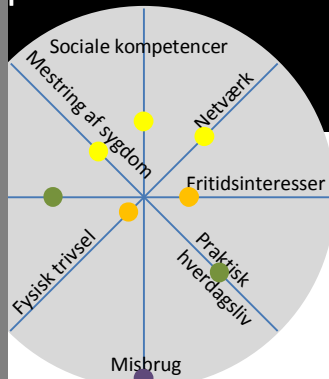 Sociale kompetencer
Mestring af sygdom
Netværk
Fritidsinteresser
Praktisk
hverdagsliv
Fysisk trivsel
Misbrug